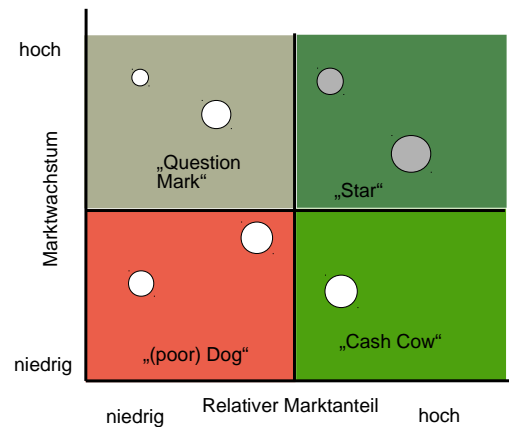 hoch
„Question
Mark“
„Star“
Marktwachstum
„(poor) Dog“
„Cash Cow“
niedrig
niedrig
Relativer Marktanteil
hoch